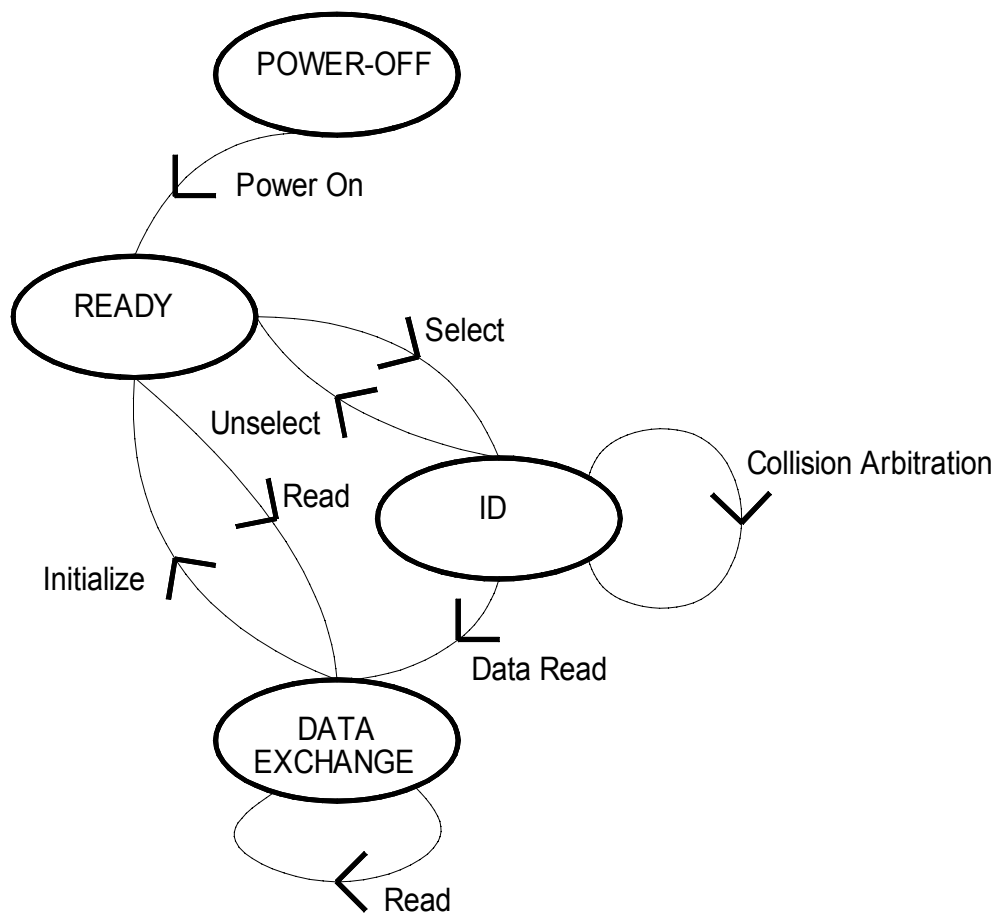 POWER-OFF
Power On
READY
Select
Unselect
Collision Arbitration
Read
ID
Initialize
Data Read
DATA
EXCHANGE
Read